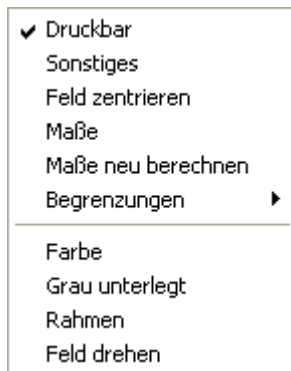 Druckbar
Sonstiges
Feld zentrieren
Maße
Maße neu berechnen
Begrenzungen
Farbe
Grau unterlegt
Rahmen
Feld drehen